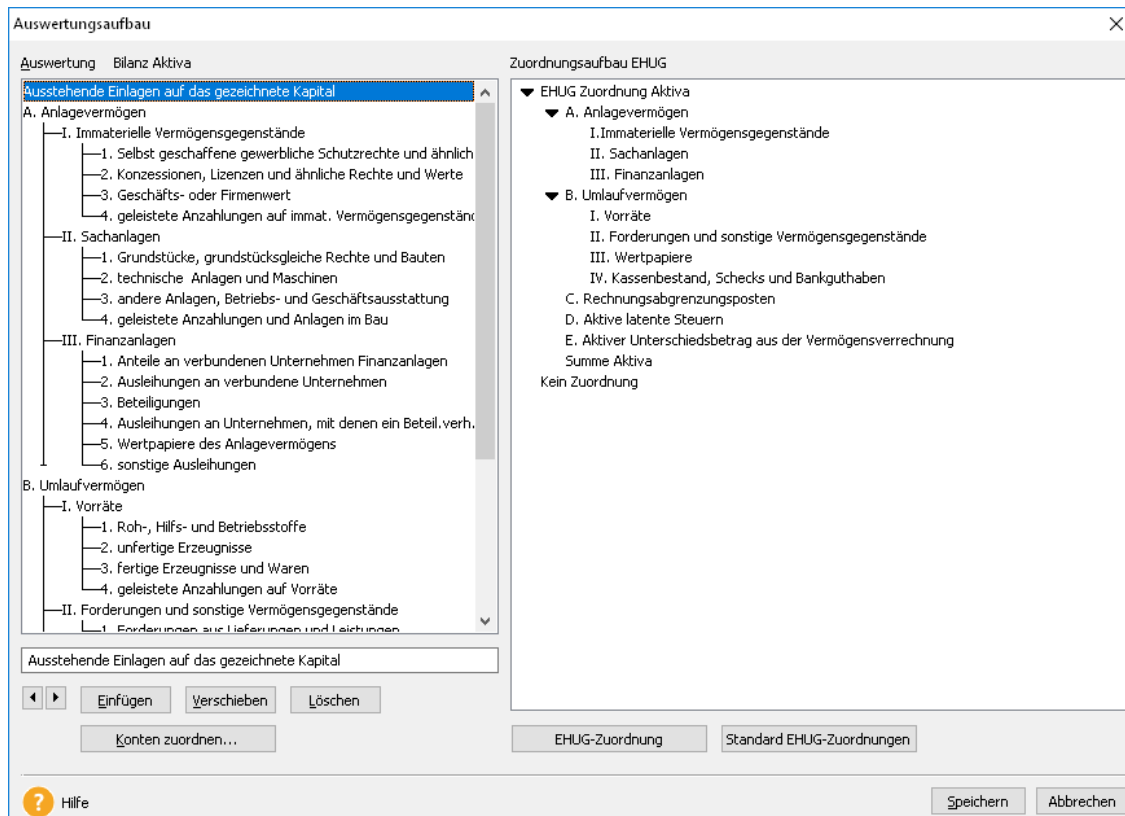 Auswertungsaufbau
Auswertung Bilanz Aktiva
Ausstehende Einlagen auf das gezeichnete Kapital
A. Anlagevermögen
I. Immaterielle Vermögensgegenstände
1. Selbst geschaffene gewerbliche Schutzrechte und ähnlich
2. Konzessionen, Lizenzen und ähnliche Rechte und Werte
3. Geschäfts- oder Firmenwert
4. geleistete Anzahlungen auf immat. Vermögensgegenständ
II. Sachanlagen
1. Grundstücke, grundstücksgleiche Rechte und Bauten
2. technische Anlagen und Maschinen
3. andere Anlagen, Betriebs- und Geschäftsausstattung
4. geleistete Anzahlungen und Anlagen im Bau
III. Finanzanlagen
1. Anteile an verbundenen Unternehmen Finanzanlagen
2. Ausleihungen an verbundene Unternehmen
3. Beteiligungen
4. Ausleihungen an Unternehmen, mit denen ein Beteil.verh.
5. Wertpapiere des Anlagevermögens
6. sonstige Ausleihungen
B. Umlaufvermögen
I. Vorräte
1. Roh-, Hilfs- und Betriebsstoffe
2. unfertige Erzeugnisse
3. fertige Erzeugnisse und Waren
4. geleistete Anzahlungen auf Vorräte
II. Forderungen und sonstige Vermögensgegenstände
1. Forderungen aus Lieferungen und Leistungen
Ausstehende Einlagen auf das gezeichnete Kapital
Einfügen Verschieben Löschen
Konten zuordnen...
Zuordnungsaufbau EHUG
EHUG Zuordnung Aktiva
A. Anlagevermögen
I.Immaterielle Vermögensgegenstände
II. Sachanlagen
III. Finanzanlagen
B. Umlaufvermögen
I. Vorräte
II. Forderungen und sonstige Vermögensgegenstände
III. Wertpapiere
IV. Kassenbestand, Schecks und Bankguthaben
C. Rechnungsabgrenzungsposten
D. Aktive latente Steuern
E. Aktiver Unterschiedsbetrag aus der Vermögensverrechnung
Summe Aktiva
Kein Zuordnung
EHUG-Zuordnung Standard EHUG-Zuordnungen
? Hilfe
Speichern Abbrechen